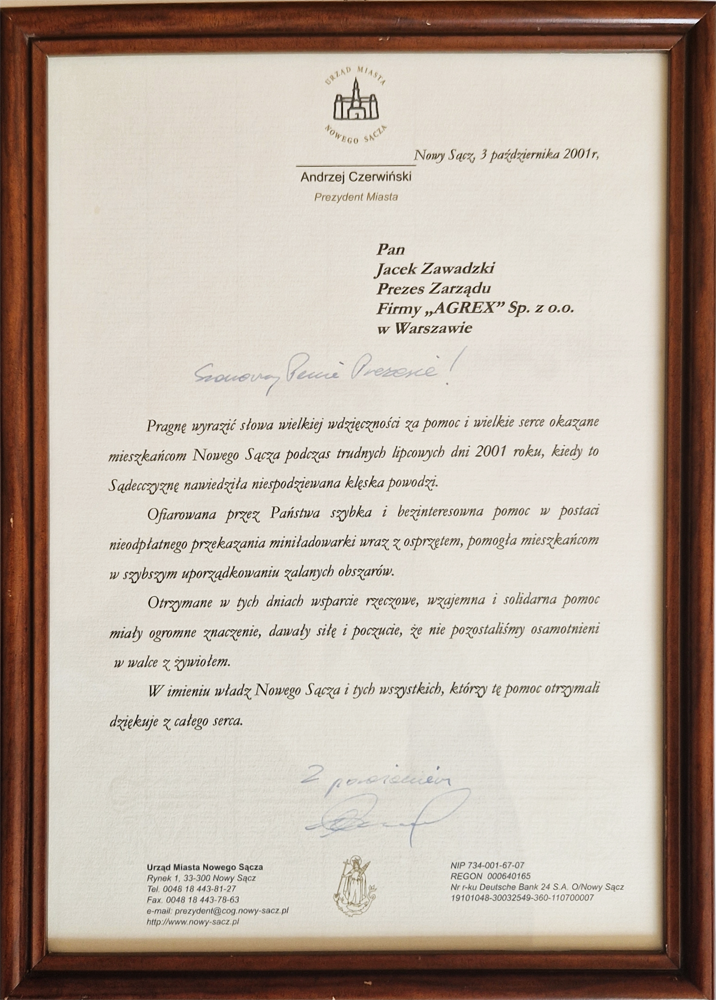 URZĄD MIASTA
NOWEGO SĄCZA
Nowy Sącz, 3 października 2001r,
Andrzej Czerwiński
Prezydent Miasta
Pan
Jacek Zawadzki
Prezes Zarządu
Firmy „AGREX” Sp. z o.o.
w Warszawie
Szanowny Panie Prezesie!
Pragnę wyrazić słowa wielkiej wdzięczności za pomoc i wielkie serce okazane
mieszkańcom Nowego Sącza podczas trudnych lipcowych dni 2001 roku, kiedy to
Sądecczyznę nawiedziła niespodziewana klęska powodzi.
Ofiarowana przez Państwa szybka i bezinteresowna pomoc w postaci
nieodpłatnego przekazania miniładowarki wraz z osprzętem, pomogła mieszkańcom
w szybszym uporządkowaniu zalanych obszarów.
Otrzymane w tych dniach wsparcie rzeczowe, wzajemna i solidarna pomoc
miały ogromne znaczenie, dawały siłę i poczucie, że nie pozostaliśmy osamotnieni
w walce z żywiołem.
W imieniu władz Nowego Sącza i tych wszystkich, którzy tę pomoc otrzymali
dziękuje z całego serca.
Z poważaniem
Urząd Miasta Nowego Sącza
Rynek 1, 33-300 Nowy Sącz
Tel. 0048 18 443-81-27
Fax. 0048 18 443-78-63
e-mail: prezydent@cog.nowy-sacz.pl
http://www.nowy-sacz.pl
NIP 734-001-67-07
REGON 000640165
Nr r-ku Deutsche Bank 24 S.A. O/Nowy Sącz
19101048-30032549-360-110700007